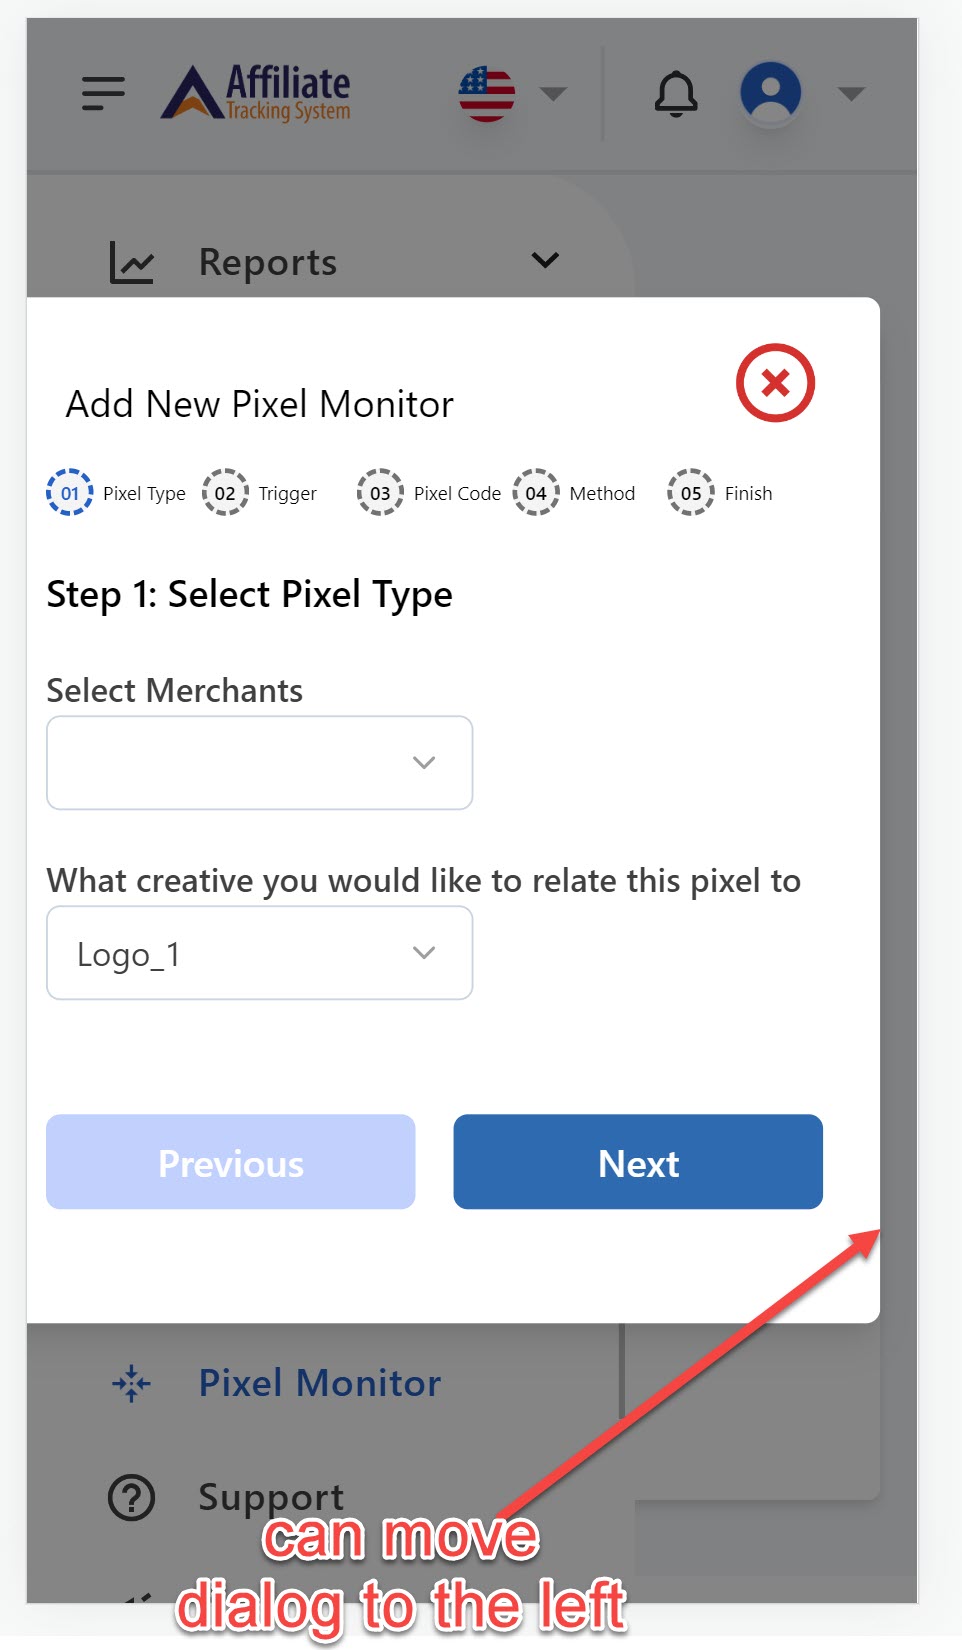 Affiliate
Tracking System
Reports
Add New Pixel Monitor
01 Pixel Type 02 Trigger 03 Pixel Code 04 Method 05 Finish
Step 1: Select Pixel Type
Select Merchants
What creative you would like to relate this pixel to
Logo_1
Previous Next
Pixel Monitor
Support
can move
dialog to the left